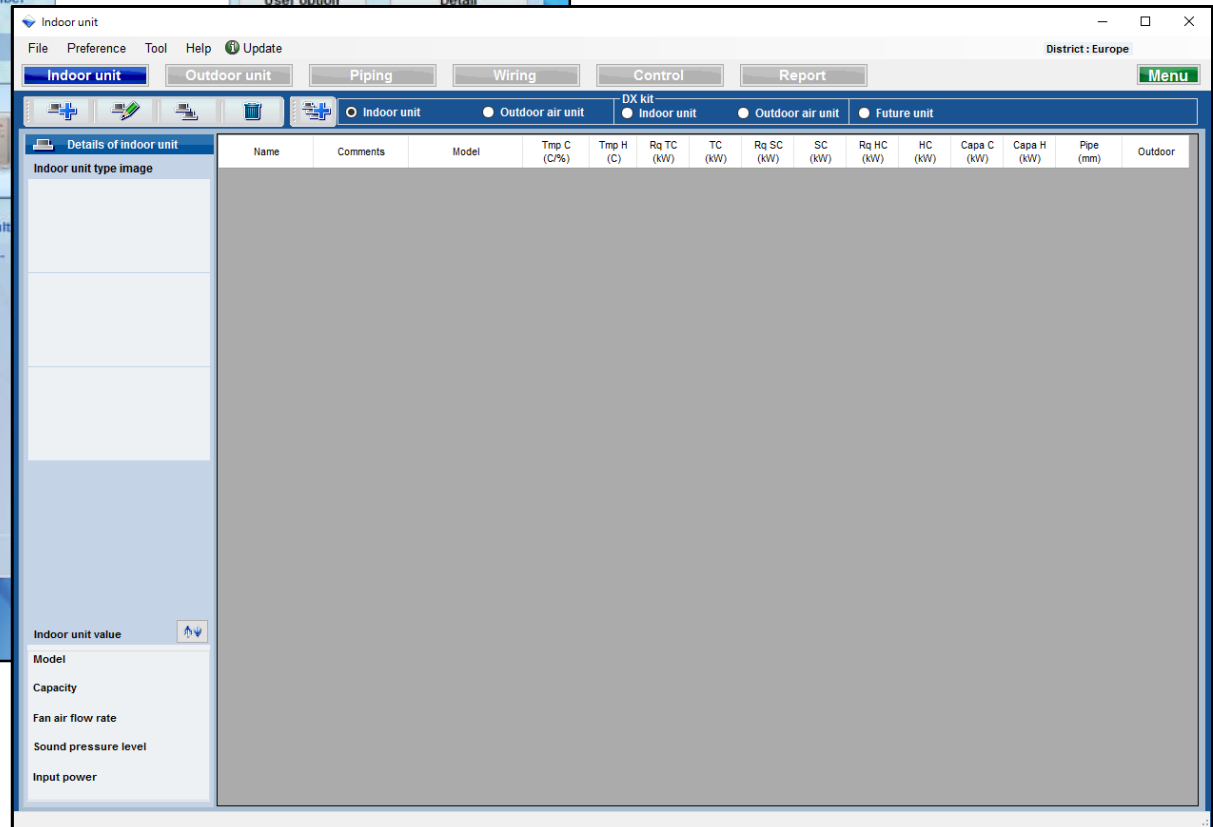 User option Detail
Indoor unit
File Preference Tool Help Update District : Europe
Indoor unit Outdoor unit Piping Wiring Control Report Menu
DX kit
Indoor unit Outdoor air unit Indoor unit Outdoor air unit Future unit
Details of indoor unit
Indoor unit type image
Name Comments Model Tmp C (C/%) Tmp H (C) Rq TC (kW) TC (kW) Rq SC (kW) SC (kW) Rq HC (kW) HC (kW) Capa C (kW) Capa H (kW) Pipe (mm) Outdoor
Indoor unit value
Model
Capacity
Fan air flow rate
Sound pressure level
Input power